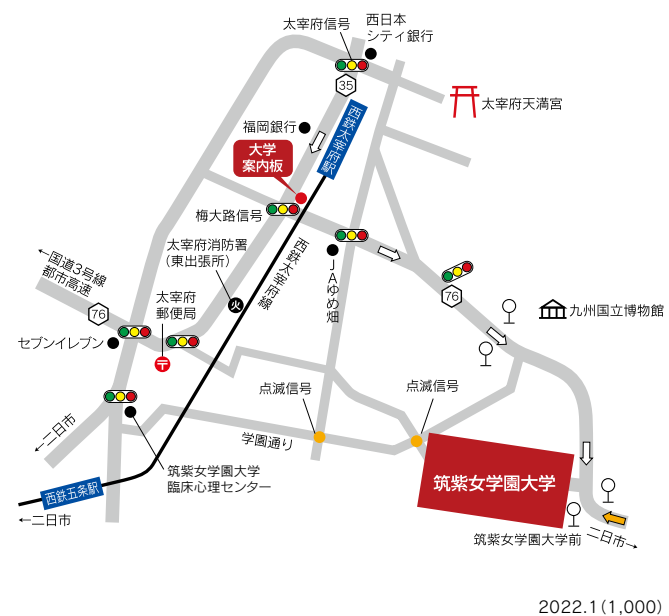 太宰府信号
西日本
シティ銀行
35
太宰府天満宮
福岡銀行
西鉄太宰府駅
大学
案内板
梅大路信号
太宰府消防署
（東出張所）
西鉄太宰府線
←国道3号線
都市高速
JAゆめ畑
太宰府
郵便局
76
76
九州国立博物館
火
セブンイレブン
〒
点滅信号
点滅信号
←二日市
学園通り
筑紫女学園大学
臨床心理センター
筑紫女学園大学
西鉄五条駅
←二日市
筑紫女学園大学前
二日市→
2022.1(1,000)